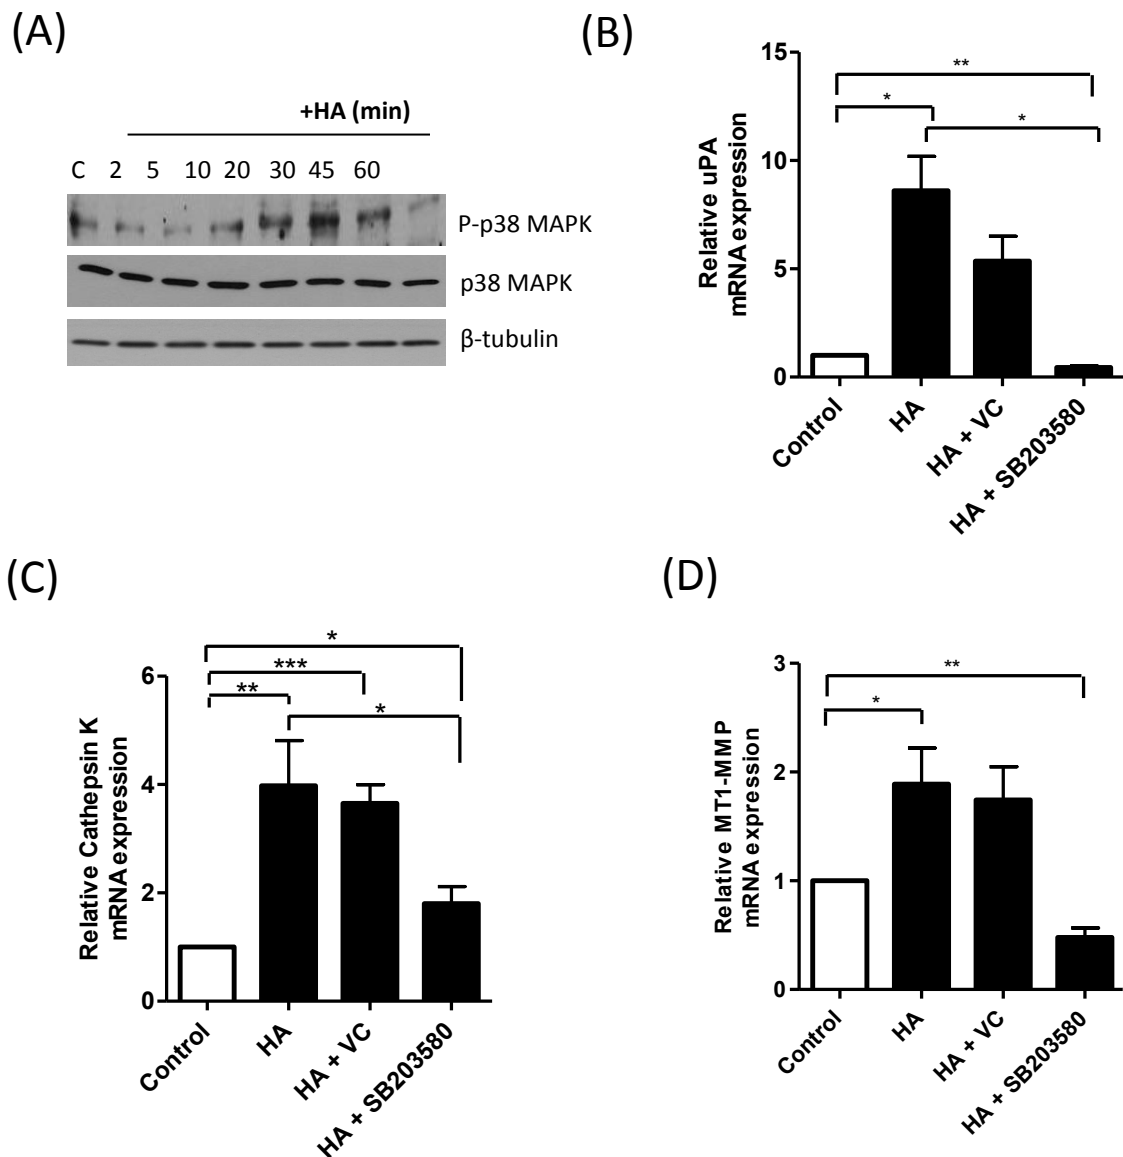 (A)
+HA (min)
C 2 5 10 20 30 45 60
P-p38 MAPK
p38 MAPK
β-tubulin
(B)
Relative uPA
mRNA expression
15
10
5
0
**
*
*
Control
HA
HA + VC
HA + SB203580
(C)
Relative Cathepsin K
mRNA expression
6
4
2
0
*
***
**
*
Control
HA
HA + VC
HA + SB203580
(D)
Relative MT1-MMP
mRNA expression
3
2
1
0
**
*
Control
HA
HA + VC
HA + SB203580